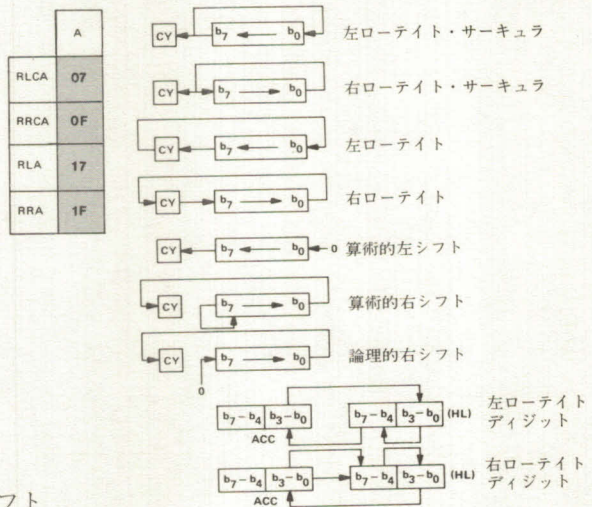 A
RLCA 07
RRCA 0F
RLA 17
RRA 1F
CY b7 b0 左ローテイト・サーキュラ
CY b7 b0 右ローテイト・サーキュラ
CY b7 b0 左ローテイト
CY b7 b0 右ローテイト
CY b7 b0 0 算術的左シフト
CY b7 b0 算術的右シフト
CY b7 b0 論理的右シフト
0
b7-b4 b3-b0 b7-b4 b3-b0 (HL) 左ローテイト
ACC ディジット
b7-b4 b3-b0 b7-b4 b3-b0 (HL) 右ローテイト
ACC ディジット
フト